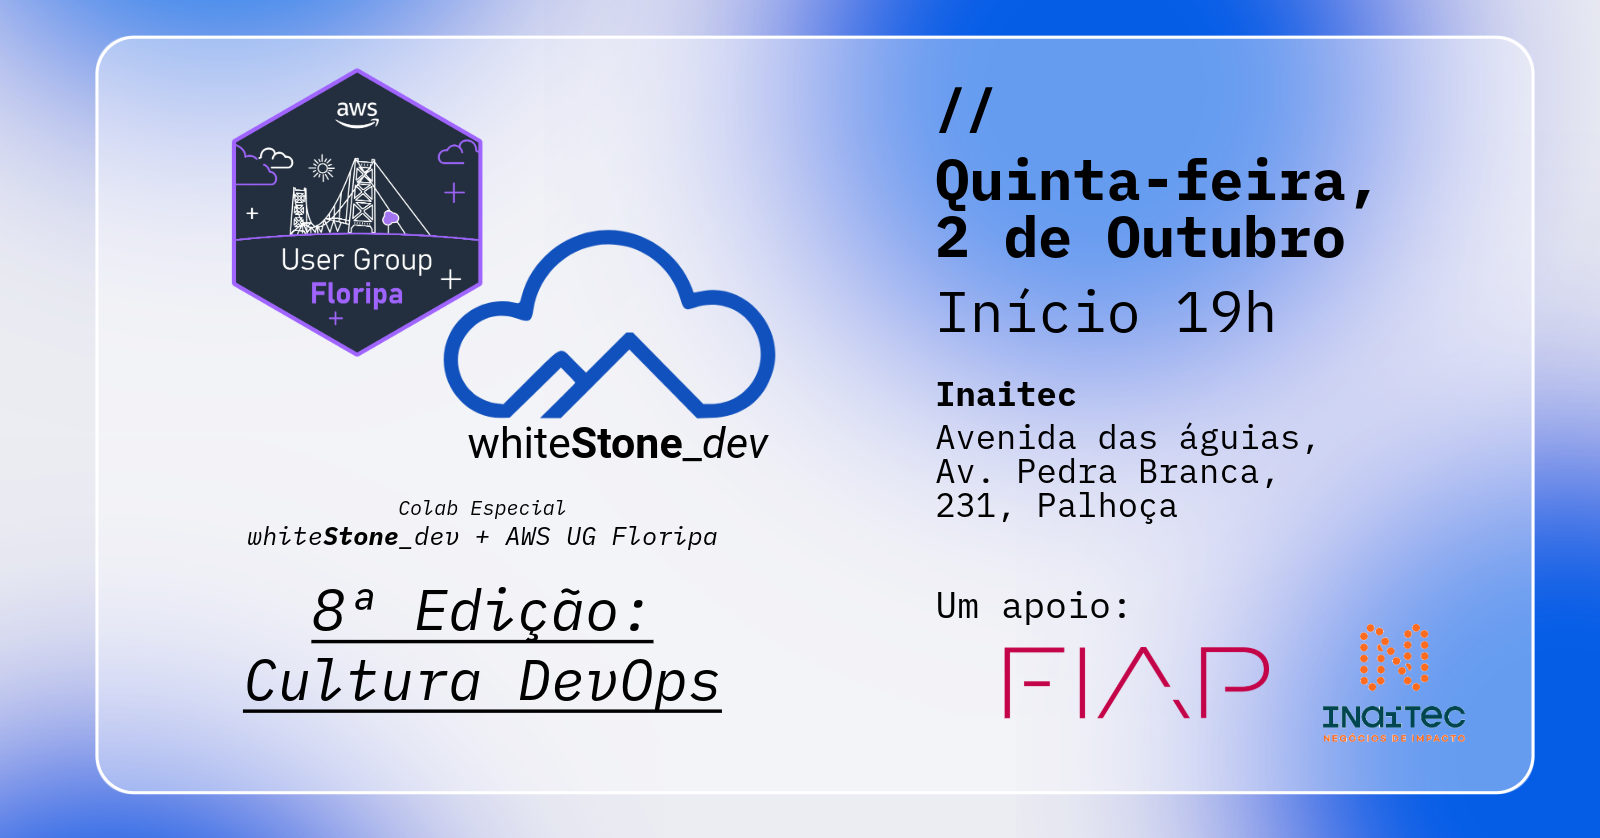 aws
User Group
Floripa
whiteStone_dev
Colab Especial
whiteStone_dev + AWS UG Floripa
8ª Edição:
Cultura DevOps
//
Quinta-feira,
2 de Outubro
Início 19h
Inaitec
Avenida das águias,
Av. Pedra Branca,
231, Palhoça
Um apoio:
FIAP
INAITEC
NEGÓCIOS DE IMPACTO